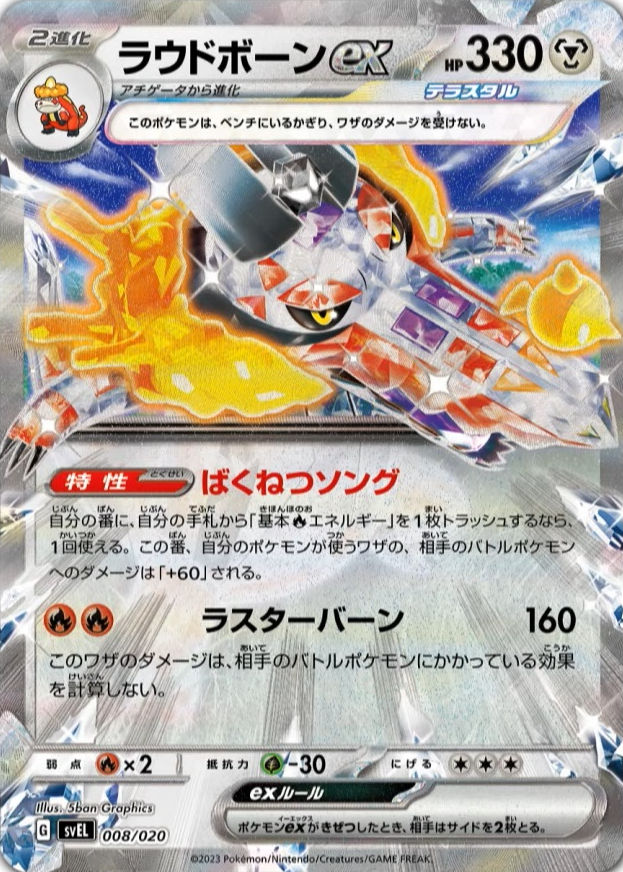 2進化
ラウドボーンex
HP330
アチゲータから進化
テラスタル
このポケモンは、ベンチにいるかぎり、ワザのダメージを受けない。
特性
ばくねつソング
自分の番に、自分の手札から「基本エネルギー」を1枚トラッシュするなら、
1回使える。この番、自分のポケモンが使うワザの、相手のバトルポケモン
へのダメージは「+60」される。
ラスターバーン 160
このワザのダメージは、相手のバトルポケモンにかかっている効果
を計算しない。
弱点 ×2 抵抗力 -30 にげる
Illus. 5ban Graphics
exルール
ポケモンexがきぜつしたとき、相手はサイドを2枚とる。
G svEL 008/020
©2023 Pokémon/Nintendo/Creatures/GAME FREAK.